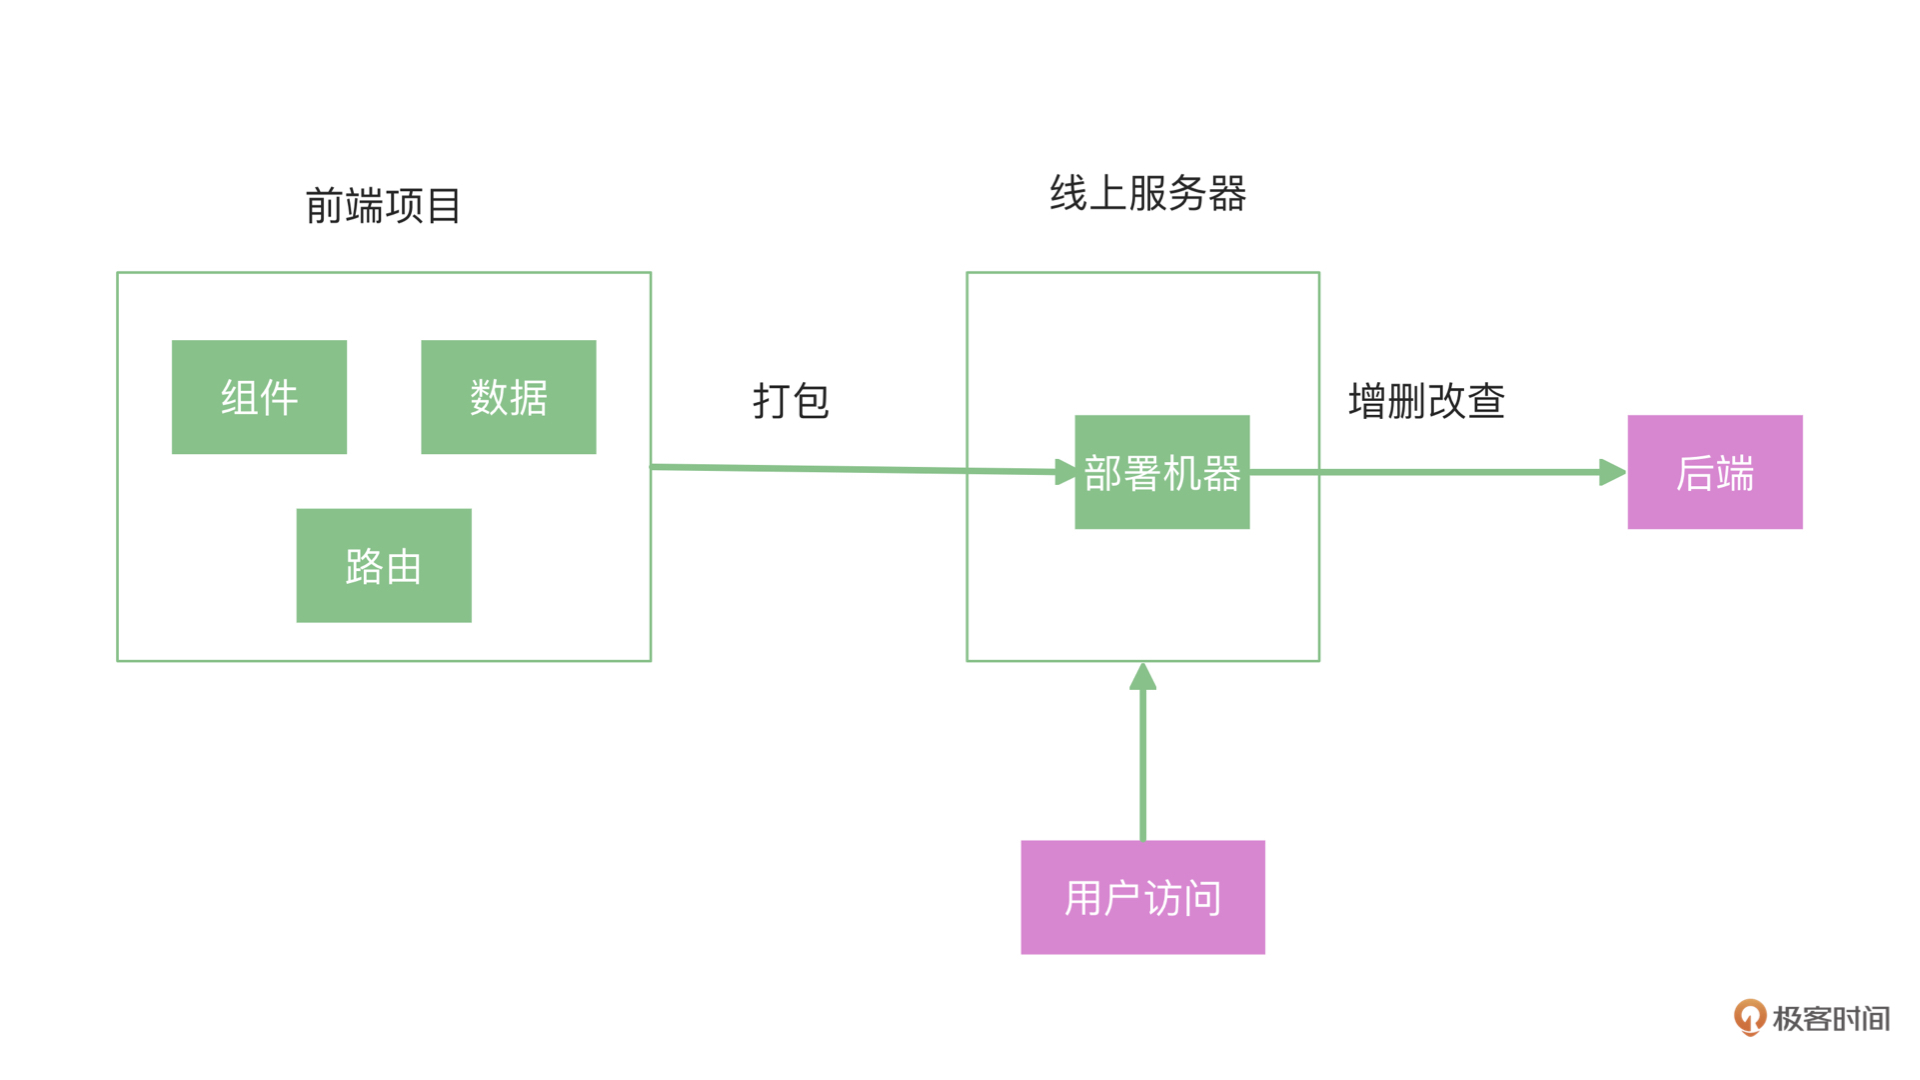 前端项目
线上服务器
组件
数据
路由
打包
部署机器
增删改查
后端
用户访问
极客时间